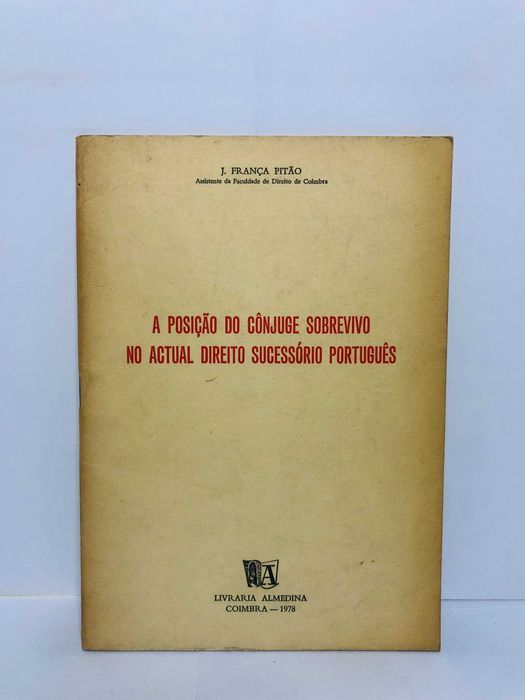 J. FRANÇA PITÃO
Assistente da Faculdade de Direito de Coimbra
A POSIÇÃO DO CÔNJUGE SOBREVIVO
NO ACTUAL DIREITO SUCESSÓRIO PORTUGUÊS
LIVRARIA ALMEDINA
COIMBRA — 1978